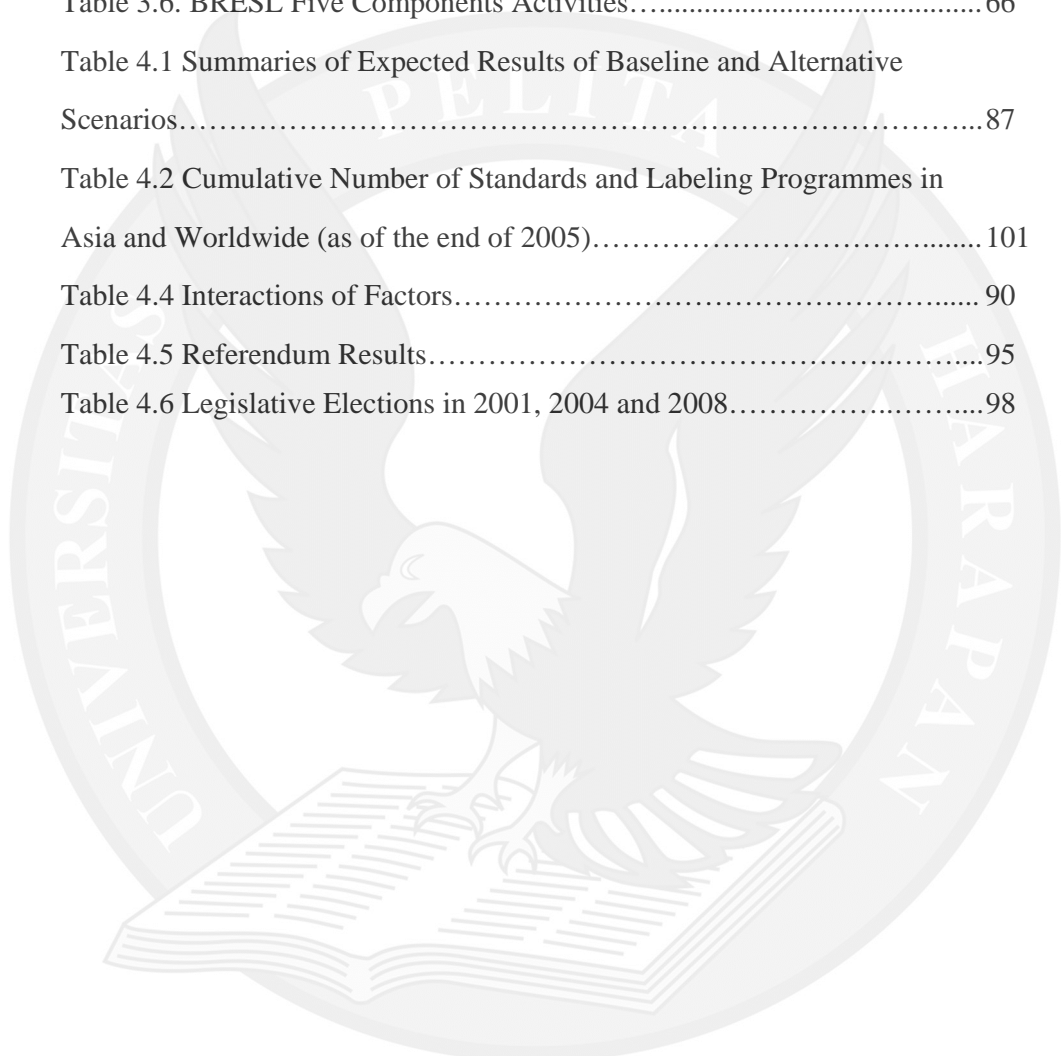 Table 3.6. BRESL Five Components Activities….......................................66
Table 4.1 Summaries of Expected Results of Baseline and Alternative
Scenarios…………………………………………………………………...87
Table 4.2 Cumulative Number of Standards and Labeling Programmes in
Asia and Worldwide (as of the end of 2005)…………………………….......101
Table 4.4 Interactions of Factors………………………………………...... 90
Table 4.5 Referendum Results………………………………………..……....95
Table 4.6 Legislative Elections in 2001, 2004 and 2008……………..……....98
UNIVERSITAS PELITA HARAPAN